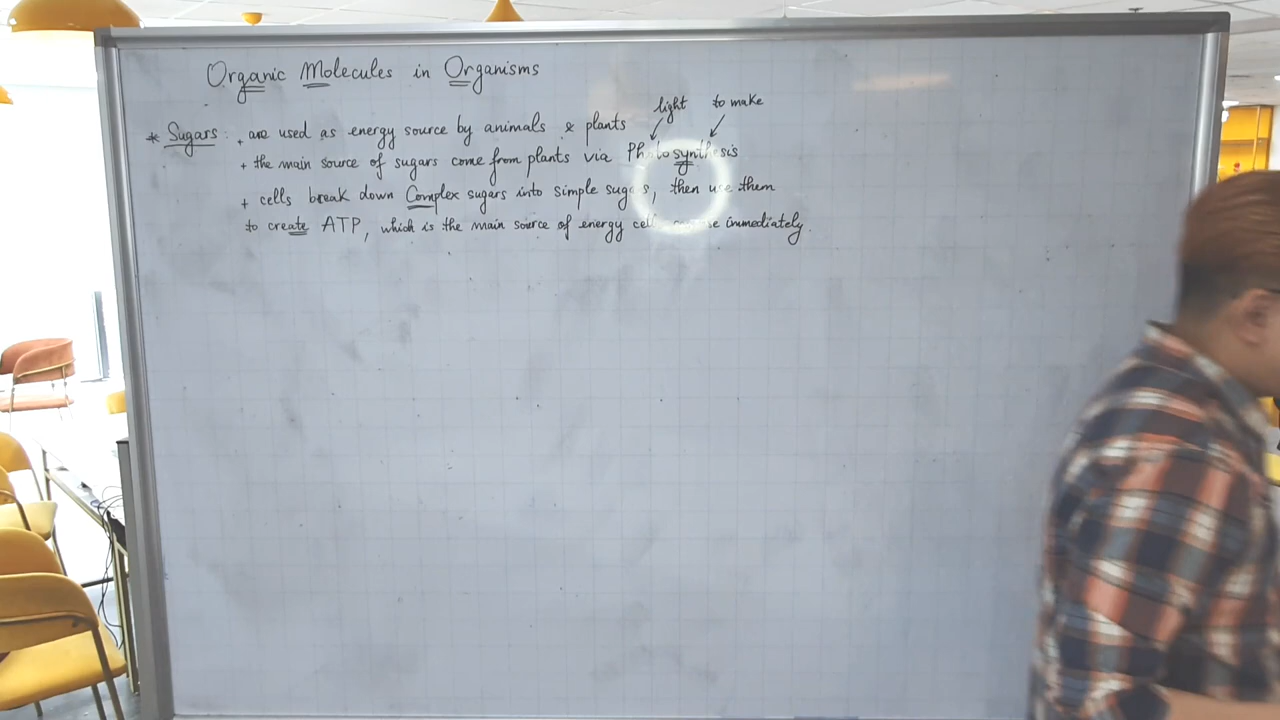 Organic Molecules in Organisms
light to make
* Sugars: + are used as energy source by animals & plants
+ the main source of sugars come from plants via Photosynthesis
+ cells break down Complex sugars into simple sugars, then use them
to create ATP, which is the main source of energy cell immediately.